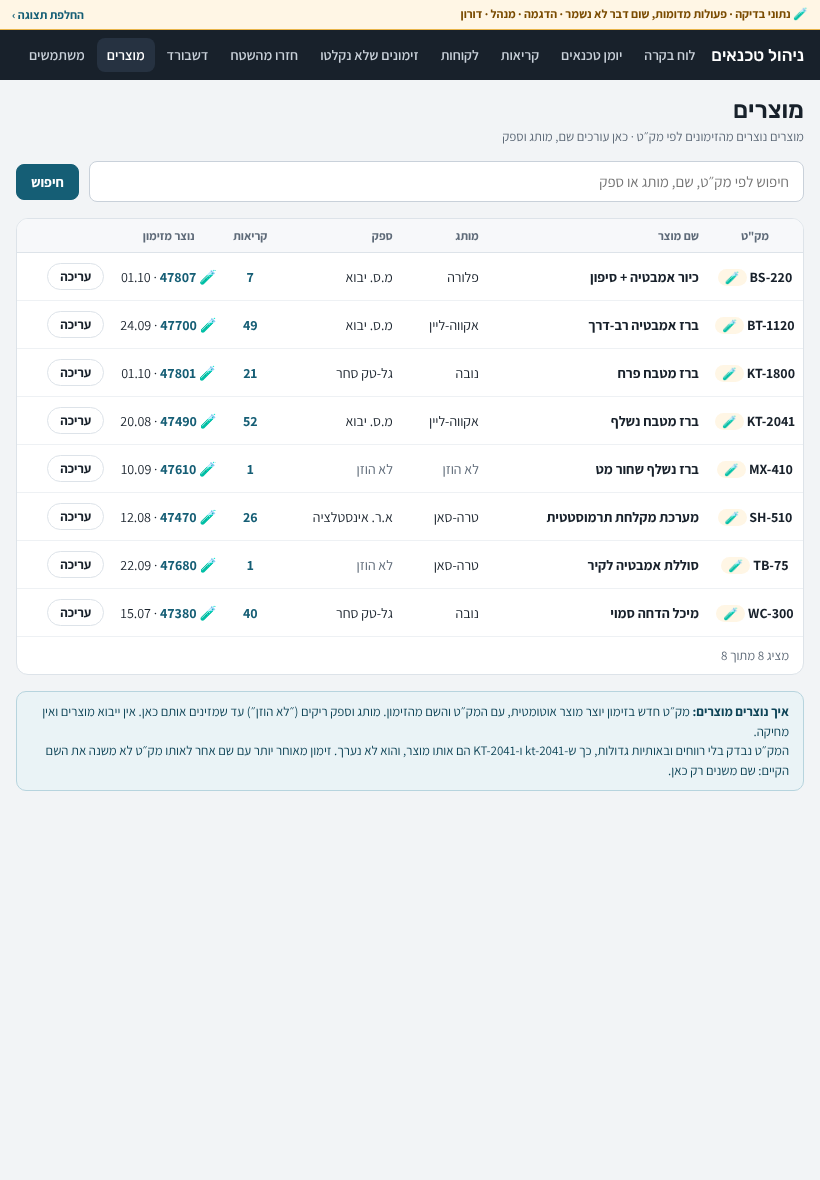 🧪 נתוני בדיקה · פעולות מדומות, שום דבר לא נשמר · הדגמה · מנהל · דורון
החלפת תצוגה ‹
ניהול טכנאים לוח בקרה יומן טכנאים קריאות לקוחות זימונים שלא נקלטו חזרו מהשטח דשבורד מוצרים משתמשים
מוצרים
מוצרים נוצרים מהזימונים לפי מק״ט · כאן עורכים שם, מותג וספק
חיפוש לפי מק״ט, שם, מותג או ספק
חיפוש
מק"ט שם מוצר מותג ספק קריאות נוצר מזימון
BS-220 🧪 כיור אמבטיה + סיפון פלורה מ.ס. יבוא 7 🧪 47807 · 01.10 עריכה
BT-1120 🧪 ברז אמבטיה רב-דרך אקווה-ליין מ.ס. יבוא 49 🧪 47700 · 24.09 עריכה
KT-1800 🧪 ברז מטבח פרח נובה גל-טק סחר 21 🧪 47801 · 01.10 עריכה
KT-2041 🧪 ברז מטבח נשלף אקווה-ליין מ.ס. יבוא 52 🧪 47490 · 20.08 עריכה
MX-410 🧪 ברז נשלף שחור מט לא הוזן לא הוזן 1 🧪 47610 · 10.09 עריכה
SH-510 🧪 מערכת מקלחת תרמוסטטית טרה-סאן א.ר. אינסטלציה 26 🧪 47470 · 12.08 עריכה
TB-75 🧪 סוללת אמבטיה לקיר טרה-סאן לא הוזן 1 🧪 47680 · 22.09 עריכה
WC-300 🧪 מיכל הדחה סמוי נובה גל-טק סחר 40 🧪 47380 · 15.07 עריכה
מציג 8 מתוך 8
איך נוצרים מוצרים: מק״ט חדש בזימון יוצר מוצר אוטומטית, עם המק״ט והשם מהזימון. מותג וספק ריקים (״לא הוזן״) עד שמזינים אותם כאן. אין ייבוא מוצרים ואין
מחיקה.
המק״ט נבדק בלי רווחים ובאותיות גדולות, כך ש-kt-2041 ו-KT-2041 הם אותו מוצר, והוא לא נערך. זימון מאוחר יותר עם שם אחר לאותו מק״ט לא משנה את השם
הקיים: שם משנים רק כאן.